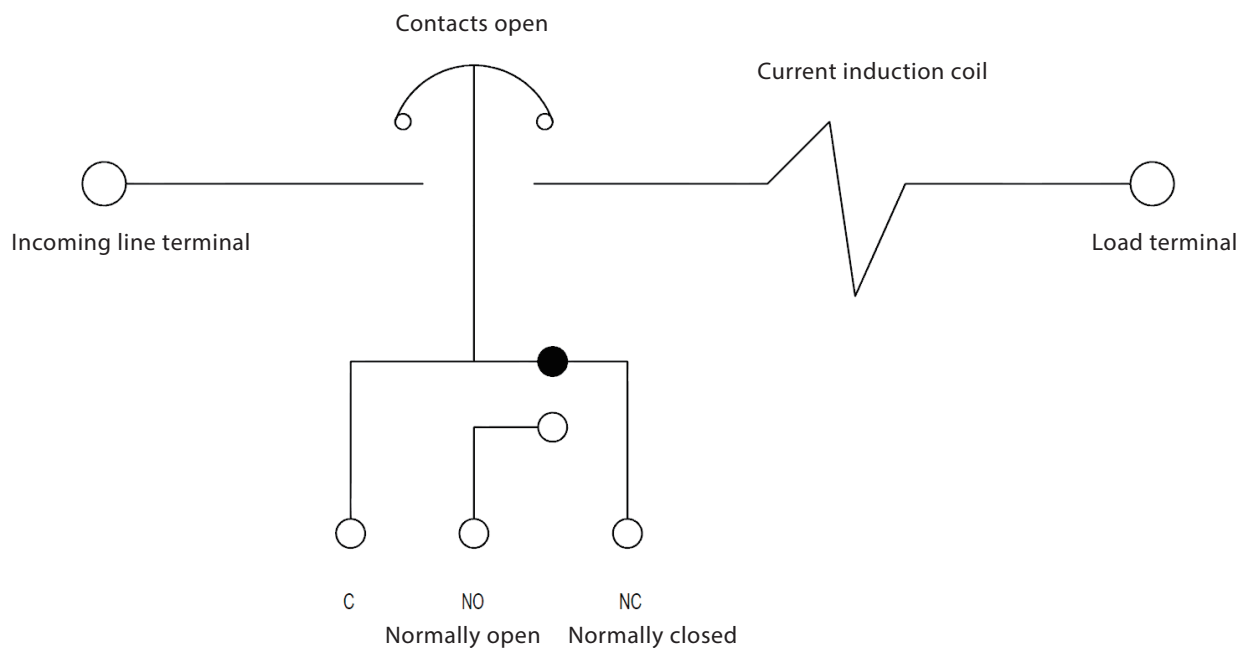 Contacts open
Current induction coil
Incoming line terminal
Load terminal
C
NO
NC
Normally open
Normally closed